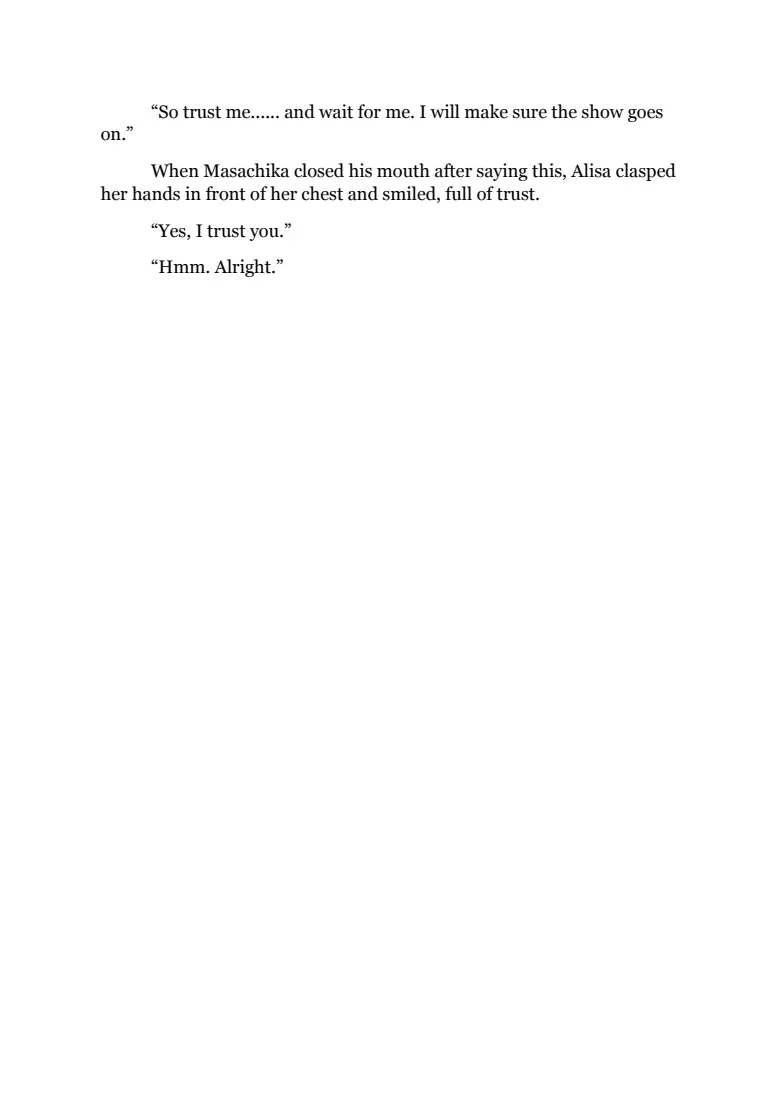 “So trust me...... and wait for me. I will make sure the show goes
on.”
When Masachika closed his mouth after saying this, Alisa clasped
her hands in front of her chest and smiled, full of trust.
“Yes, I trust you.”
“Hmm. Alright.”